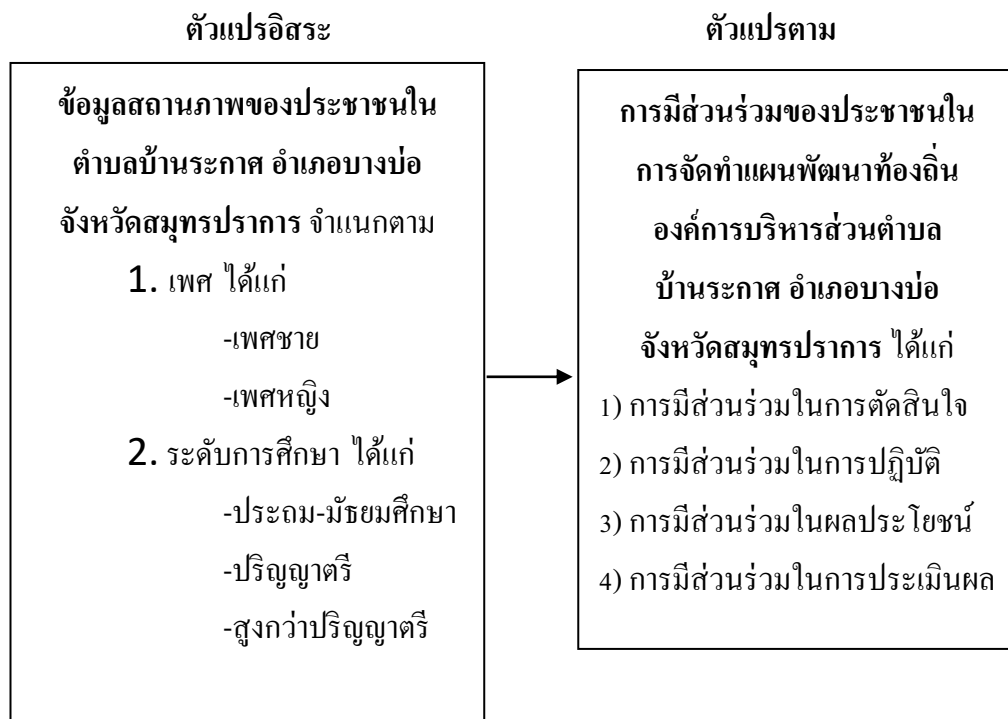 ตัวแปรอิสระ
ข้อมูลสถานภาพของประชาชนใน
ตำบลบ้านระกาศ อำเภอบางบ่อ
จังหวัดสมุทรปราการ จำแนกตาม
1. เพศ ได้แก่
-เพศชาย
-เพศหญิง
2. ระดับการศึกษา ได้แก่
-ประถม-มัธยมศึกษา
-ปริญญาตรี
-สูงกว่าปริญญาตรี
ตัวแปรตาม
การมีส่วนร่วมของประชาชนใน
การจัดทำแผนพัฒนาท้องถิ่น
องค์การบริหารส่วนตำบล
บ้านระกาศ อำเภอบางบ่อ
จังหวัดสมุทรปราการ ได้แก่
1) การมีส่วนร่วมในการตัดสินใจ
2) การมีส่วนร่วมในการปฏิบัติ
3) การมีส่วนร่วมในผลประโยชน์
4) การมีส่วนร่วมในการประเมินผล